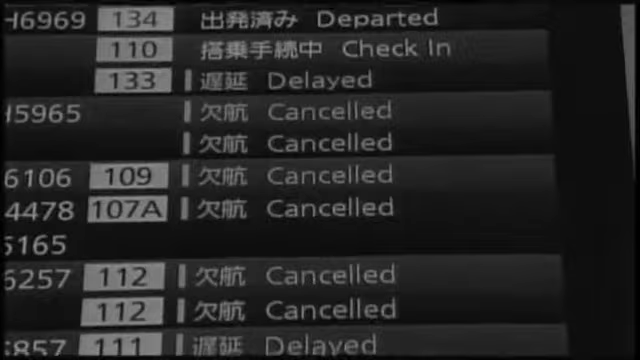 H6969 134 出発済み Departed
110 搭乗手続中 Check In
133 遅延 Delayed
5965 欠航 Cancelled
欠航 Cancelled
6106 109 欠航 Cancelled
4478 107A 欠航 Cancelled
5165
6257 112 欠航 Cancelled
112 欠航 Cancelled
857 111 遅延 Delayed